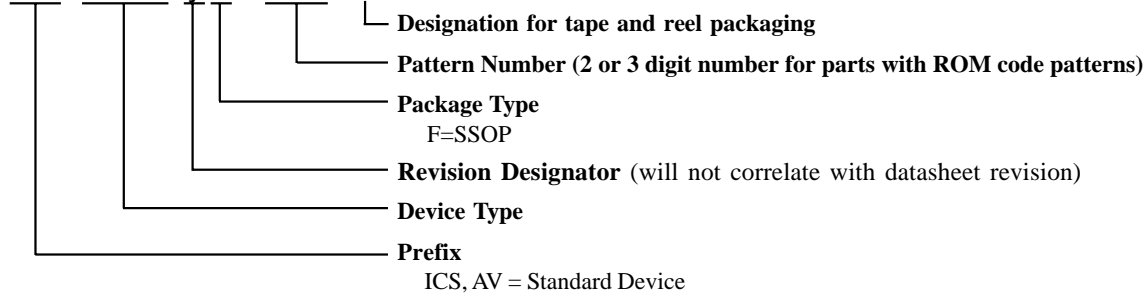 Designation for tape and reel packaging
Pattern Number (2 or 3 digit number for parts with ROM code patterns)
Package Type
F=SSOP
Revision Designator (will not correlate with datasheet revision)
Device Type
Prefix
ICS, AV = Standard Device